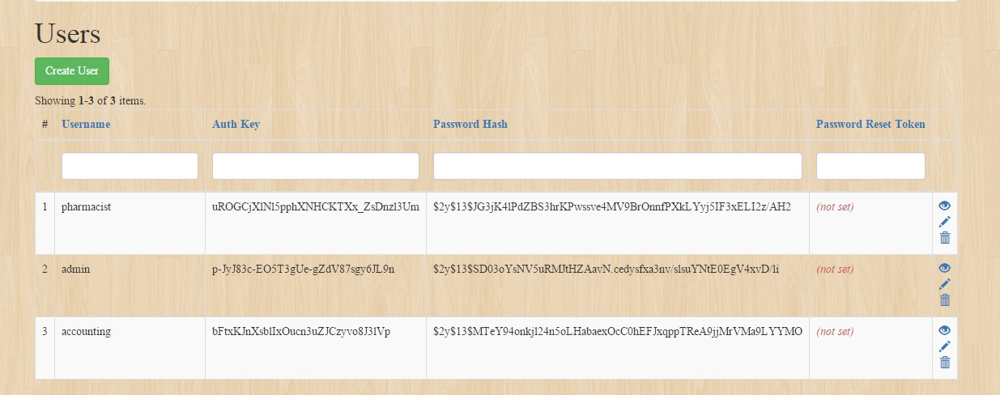 Users
Create User
Showing 1-3 of 3 items.
# Username Auth Key Password Hash Password Reset Token
1 pharmacist uROGCjXlNl5pphXNHCKTXx_ZsDnzl3Um $2y$13$JG3jK4lPdZBS3hrKPwssve4MV9BrOnnfPXkLYyj5IF3xELI2z/AH2 (not set)
2 admin p-JyJ83c-EO5T3gUe-gZdV87sgy6JL9n $2y$13$SD03oYsNV5uRMJtHZAavN.cedysfxa3nv/slsuYNtE0EgV4xvD/li (not set)
3 accounting bFtxKJnXsblIxOucn3uZJCzyvo8J3lVp $2y$13$MTeY94onkjl24n5oLHabaexOcC0hEFJxqppTReA9jjMrVMa9LYYMO (not set)